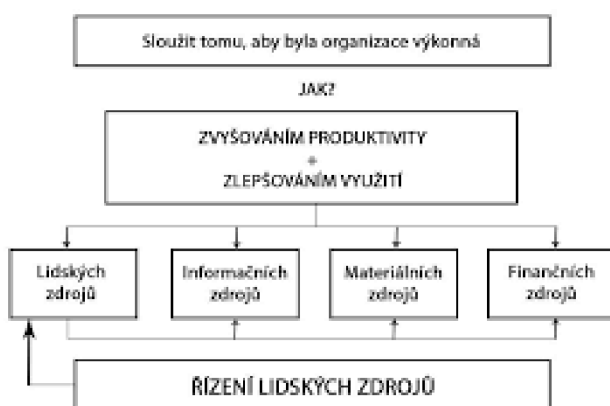 Sloužit tomu, aby byla organizace výkonná
JAK?
ZVYŠOVÁNÍM PRODUKTIVITY
+
ZLEPŠOVÁNÍM VYUŽITÍ
Lidských
zdrojů
Informačních
zdrojů
Materiálních
zdrojů
Finančních
zdrojů
ŘÍZENÍ LIDSKÝCH ZDROJŮ